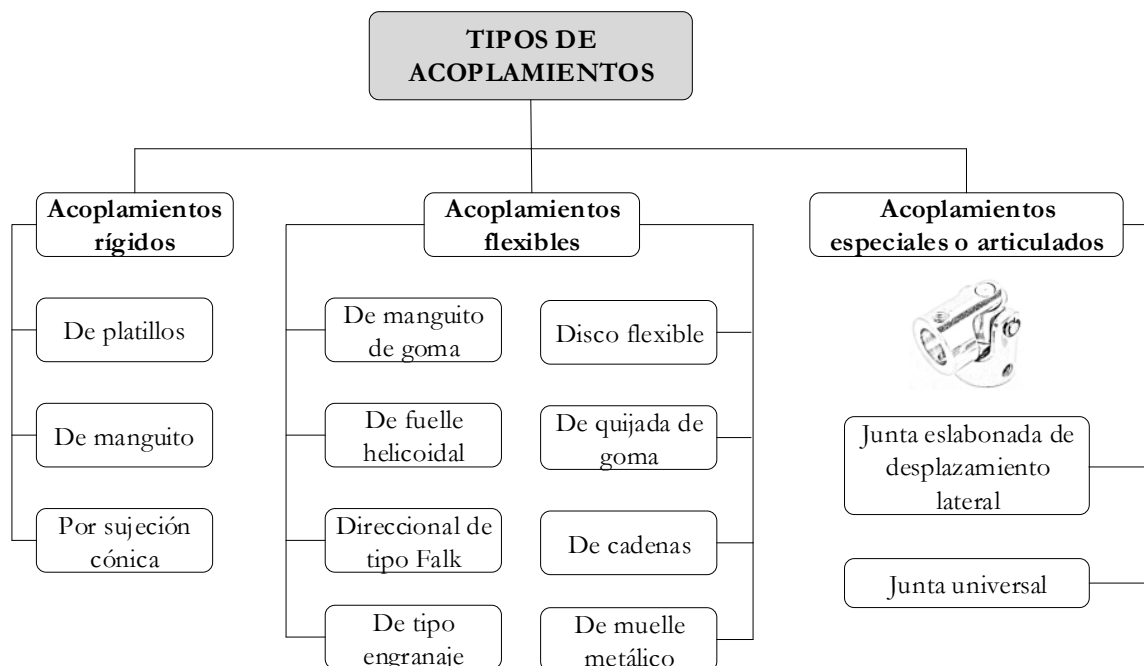 TIPOS DE
ACOPLAMIENTOS
Acoplamientos
rígidos
De platillos
De manguito
Por sujeción
cónica
Acoplamientos
flexibles
De manguito
de goma
De fuelle
helicoidal
Direccional de
tipo Falk
De tipo
engranaje
Disco flexible
De quijada de
goma
De cadenas
De muelle
metálico
Acoplamientos
especiales o articulados
Junta eslabonada de
desplazamiento
lateral
Junta universal